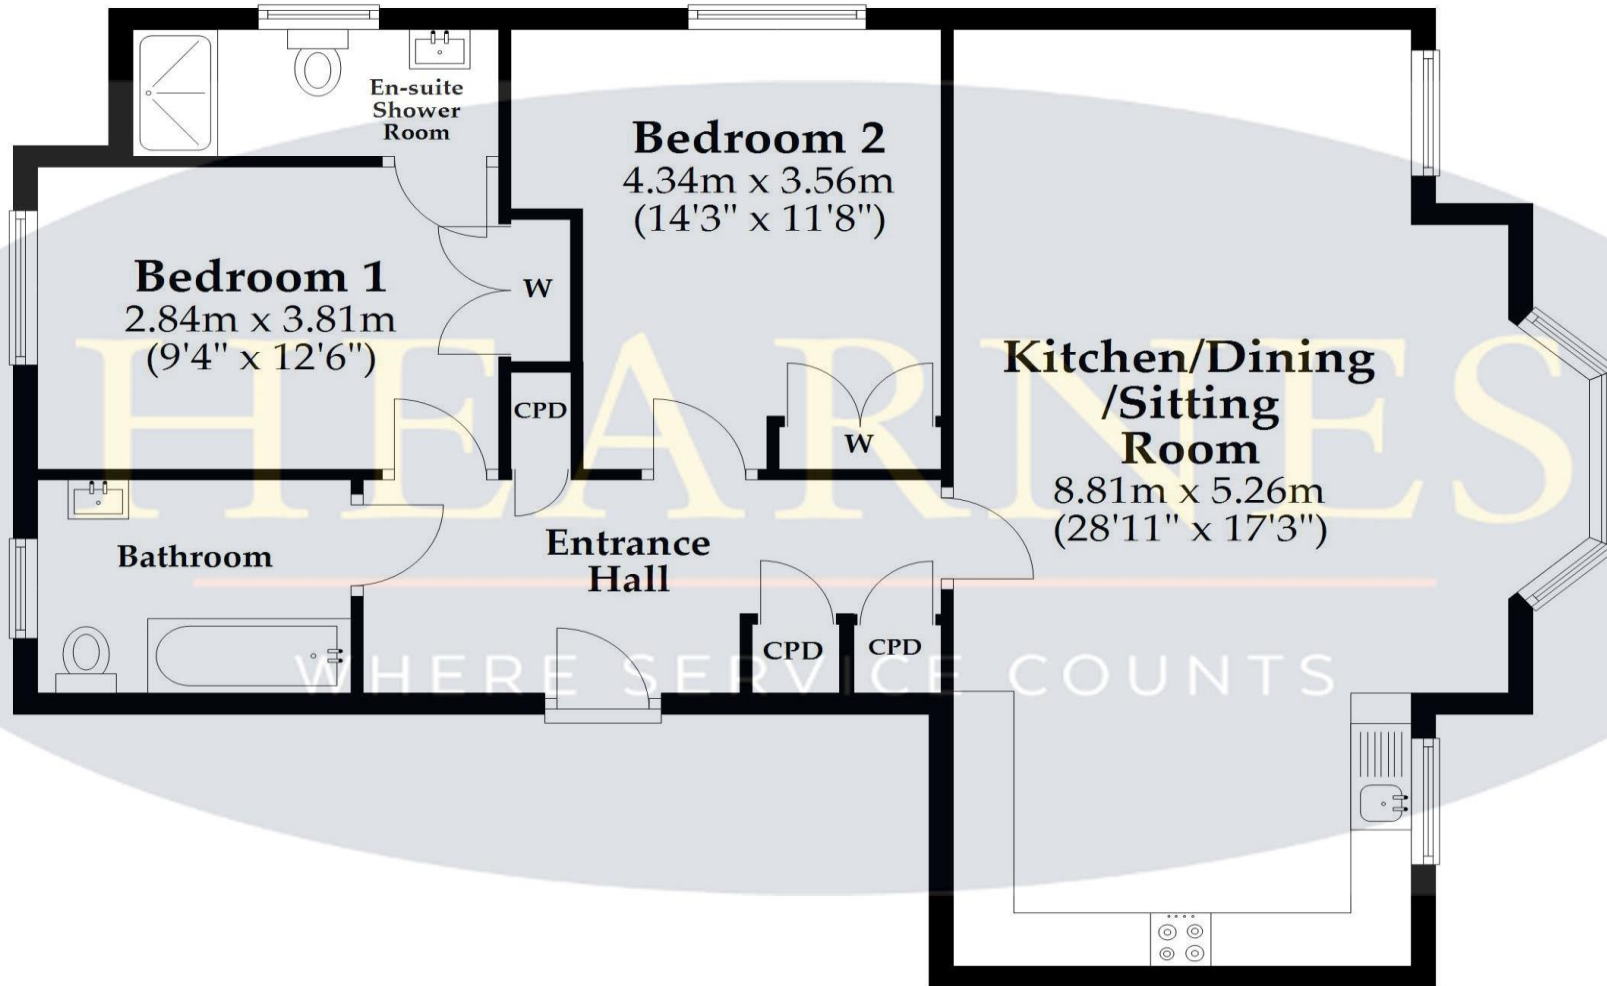 En-suite
Shower
Room
Bedroom 2
4.34m x 3.56m
(14'3" x 11'8")
Bedroom 1
2.84m x 3.81m
(9'4" x 12'6")
W
CPD
W
Kitchen/Dining
/Sitting
Room
8.81m x 5.26m
(28'11" x 17'3")
HEARNES
Bathroom
Entrance
Hall
CPD
CPD
WHERE SERVICE COUNTS